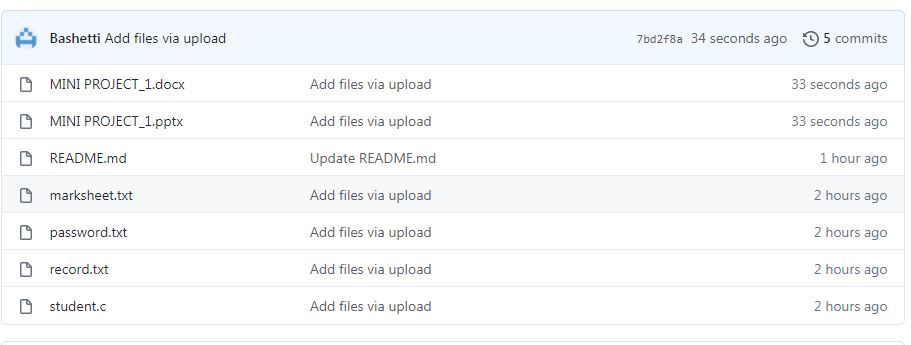 Bashetti Add files via upload 7bd2f8a 34 seconds ago 5 commits
MINI PROJECT_1.docx Add files via upload 33 seconds ago
MINI PROJECT_1.pptx Add files via upload 33 seconds ago
README.md Update README.md 1 hour ago
marksheet.txt Add files via upload 2 hours ago
password.txt Add files via upload 2 hours ago
record.txt Add files via upload 2 hours ago
student.c Add files via upload 2 hours ago